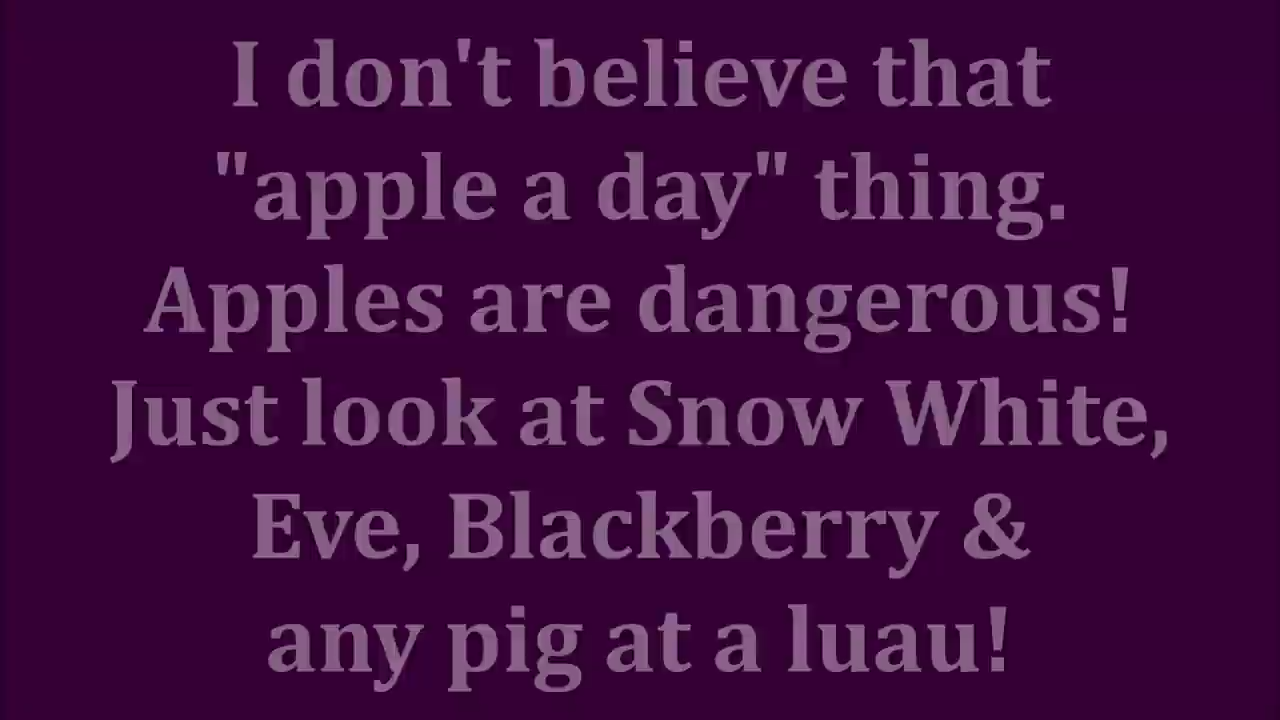 I don't believe that
"apple a day" thing.
Apples are dangerous!
Just look at Snow White,
Eve, Blackberry &
any pig at a luau!